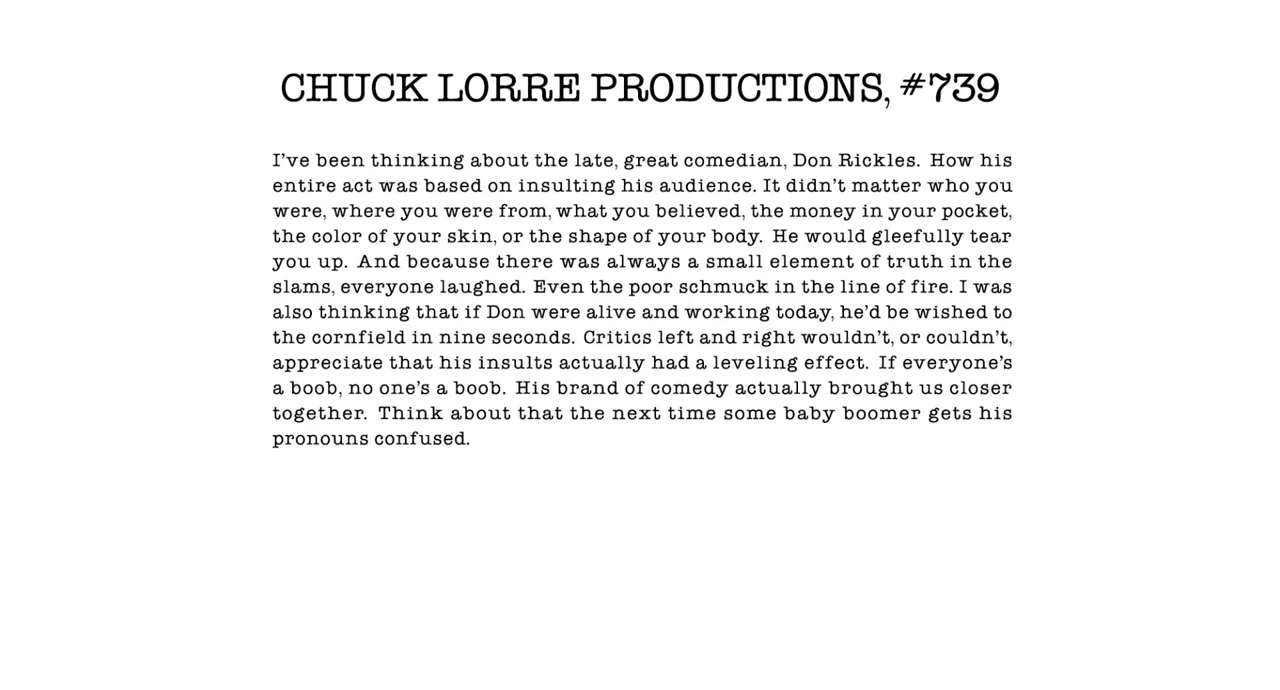 CHUCK LORRE PRODUCTIONS, #739
I've been thinking about the late, great comedian, Don Rickles. How his
entire act was based on insulting his audience. It didn't matter who you
were, where you were from, what you believed, the money in your pocket,
the color of your skin, or the shape of your body. He would gleefully tear
you up. And because there was always a small element of truth in the
slams, everyone laughed. Even the poor schmuck in the line of fire. I was
also thinking that if Don were alive and working today, he'd be wished to
the cornfield in nine seconds. Critics left and right wouldn't, or couldn't,
appreciate that his insults actually had a leveling effect. If everyone's
a boob, no one's a boob. His brand of comedy actually brought us closer
together. Think about that the next time some baby boomer gets his
pronouns confused.